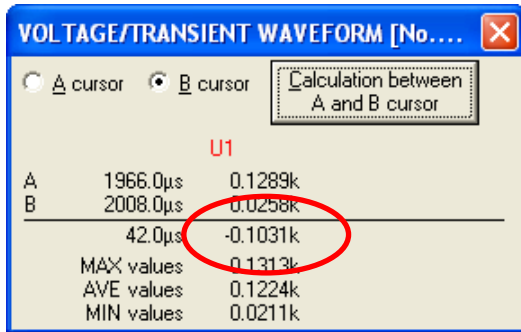 VOLTAGE/TRANSIENT WAVEFORM [No....
A cursor B cursor Calculation between
A and B cursor
U1
A 1966.0µs 0.1289k
B 2008.0µs 0.0258k
42.0µs -0.1031k
MAX values 0.1313k
AVE values 0.1224k
MIN values 0.0211k